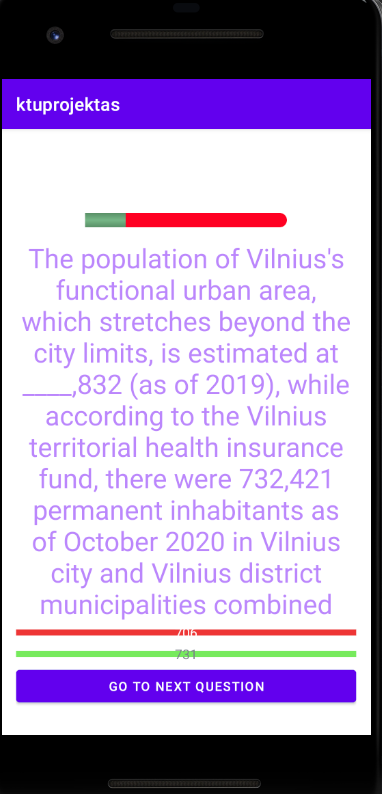 ktuprojektas
The population of Vilnius's
functional urban area,
which stretches beyond the
city limits, is estimated at
____,832 (as of 2019), while
according to the Vilnius
territorial health insurance
fund, there were 732,421
permanent inhabitants as
of October 2020 in Vilnius
city and Vilnius district
municipalities combined
706
731
GO TO NEXT QUESTION